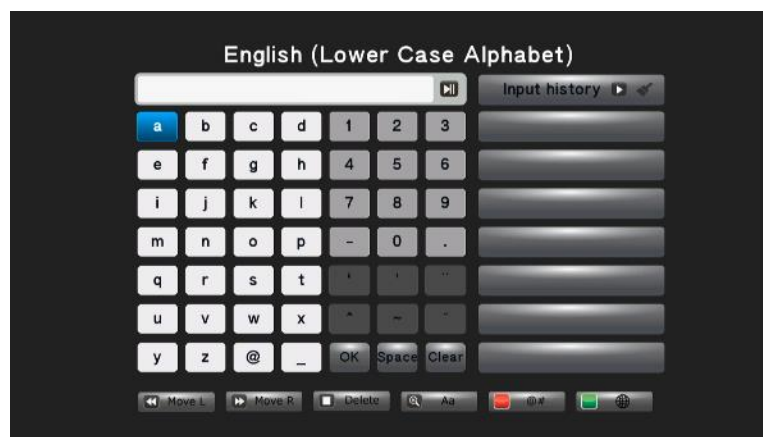 English (Lower Case Alphabet)
Input history
a b c d 1 2 3
e f g h 4 5 6
i j k l 7 8 9
m n o p - 0 .
q r s t
u v w x ^ ~
y z @ _ OK Space Clear
Move L Move R Delete Aa @#